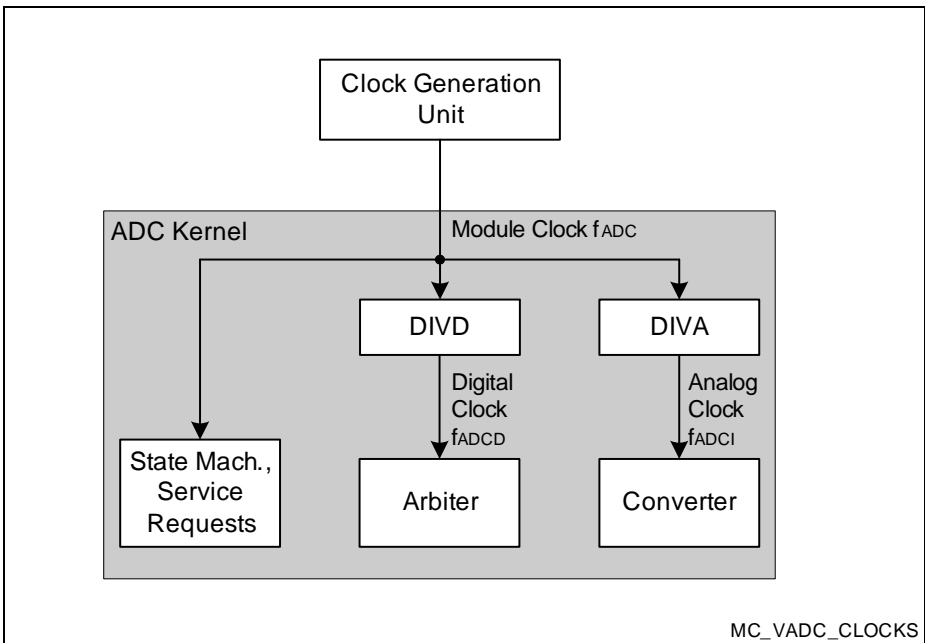 Clock Generation
Unit
ADC Kernel
Module Clock fADC
DIVD
DIVA
Digital
Clock
fADCD
Analog
Clock
fADCI
State Mach.,
Service
Requests
Arbiter
Converter
MC_VADC_CLOCKS